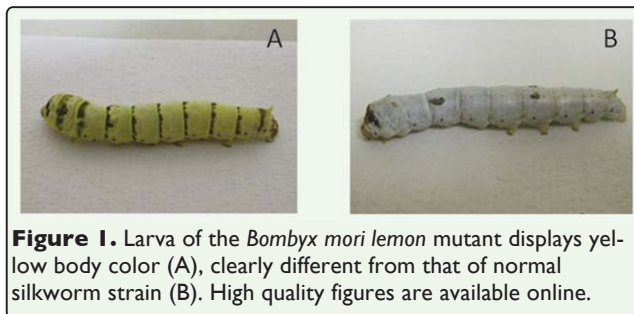 A
B
Figure 1. Larva of the Bombyx mori lemon mutant displays yel-
low body color (A), clearly different from that of normal
silkworm strain (B). High quality figures are available online.